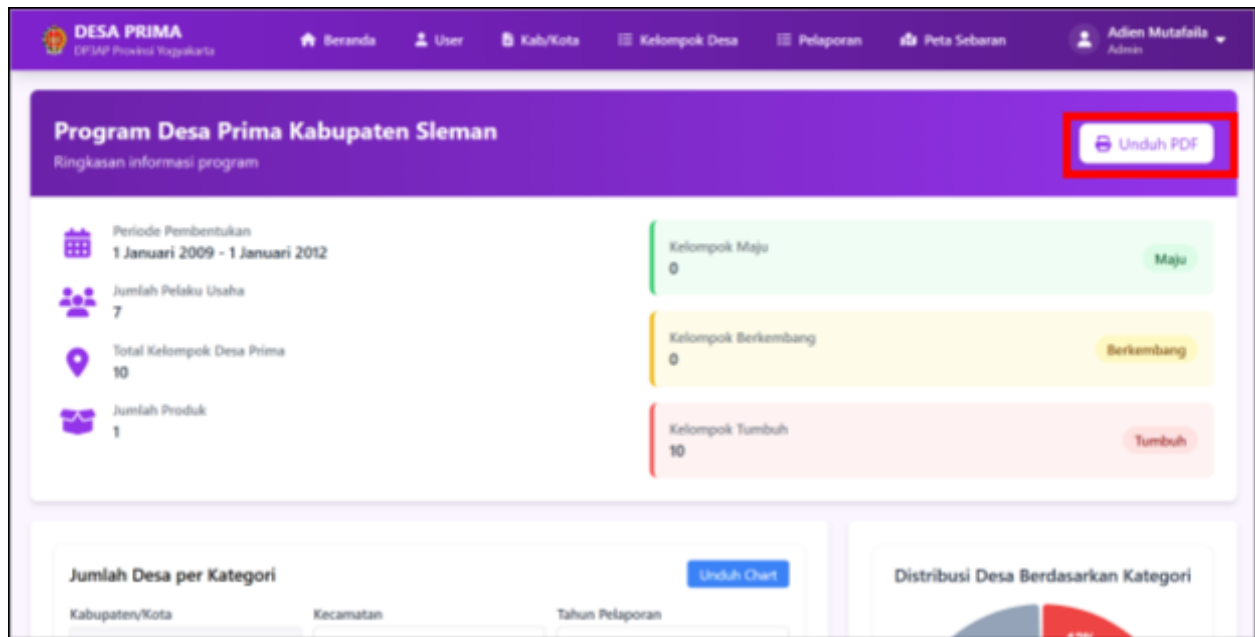 DESA PRIMA
DP3AP Provinsi Yogyakarta
Beranda
User
Kab/Kota
Kelompok Desa
Pelaporan
Peta Sebaran
Adien Mutafaila
Admin
Program Desa Prima Kabupaten Sleman
Ringkasan informasi program
Unduh PDF
Periode Pembentukan
1 Januari 2009 - 1 Januari 2012
Jumlah Pelaku Usaha
7
Total Kelompok Desa Prima
10
Jumlah Produk
1
Kelompok Maju
0
Maju
Kelompok Berkembang
0
Berkembang
Kelompok Tumbuh
10
Tumbuh
Jumlah Desa per Kategori
Unduh Chart
Kabupaten/Kota
Kecamatan
Tahun Pelaporan
Distribusi Desa Berdasarkan Kategori